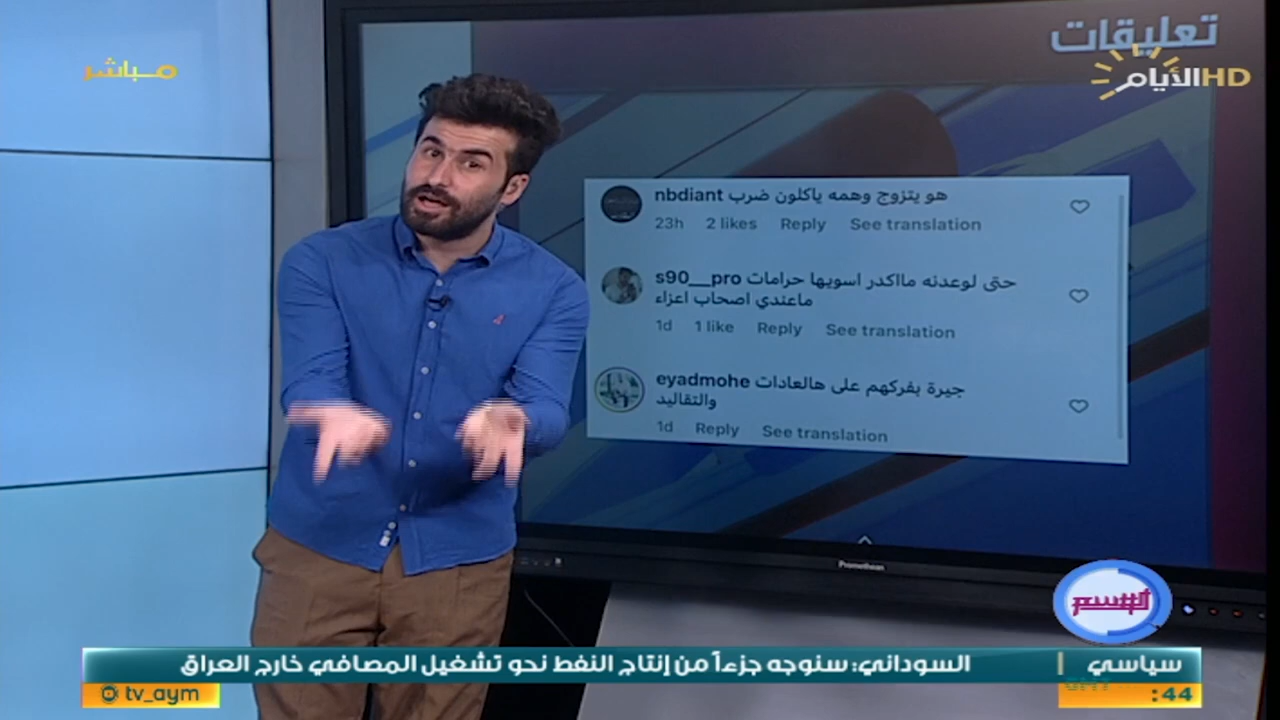 تعليقات
مباشر
الأيام HD
nbdiant هو يتزوج وهمه ياكلون ضرب
23h 2 likes Reply See translation
s90__pro حتى لوعدنه مااكدر اسويها حرامات
ماعندي اصحاب اعزاء
1d 1 like Reply See translation
eyadmohe جيرة بفركهم على هالعادات
والتقاليد
1d Reply See translation
Promethean
سياسي | السوداني: سنوجه جزءاً من إنتاج النفط نحو تشغيل المصافي خارج العراق
tv_aym
:44